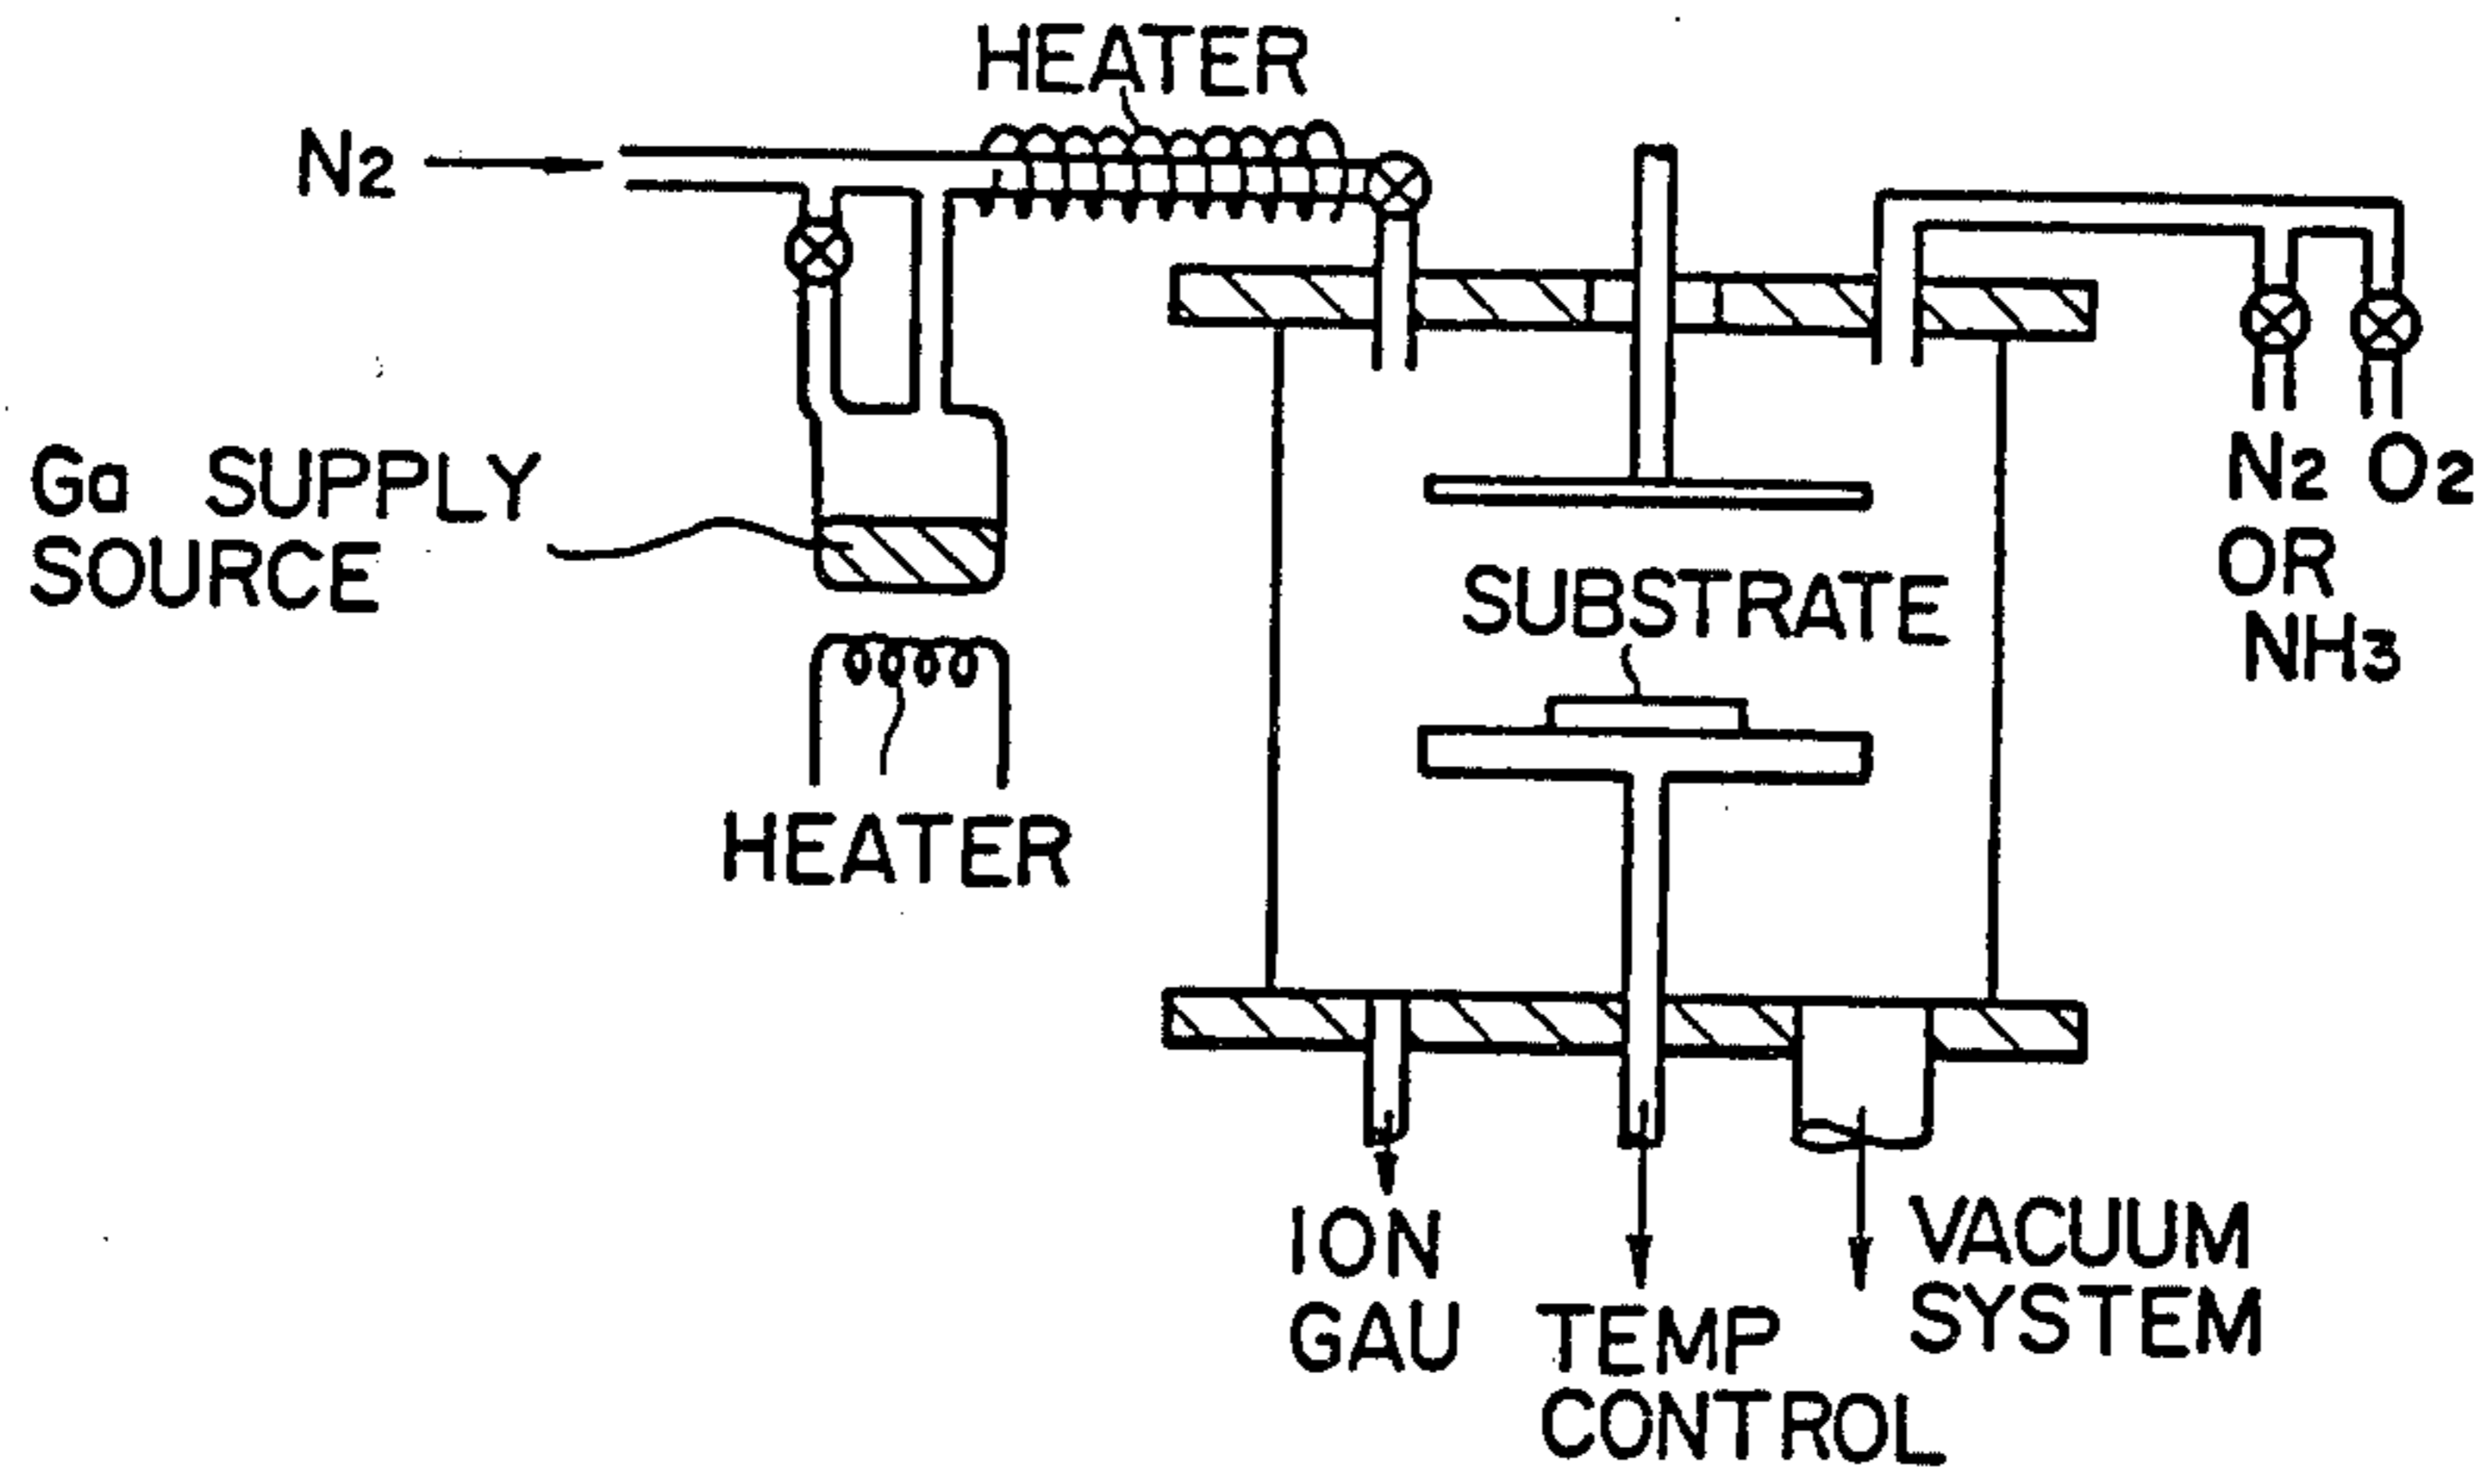 HEATER
N2
Ga SUPPLY
SOURCE
HEATER
SUBSTRATE
N2 O2
OR
NH3
ION
GAU
TEMP
CONTROL
VACUUM
SYSTEM